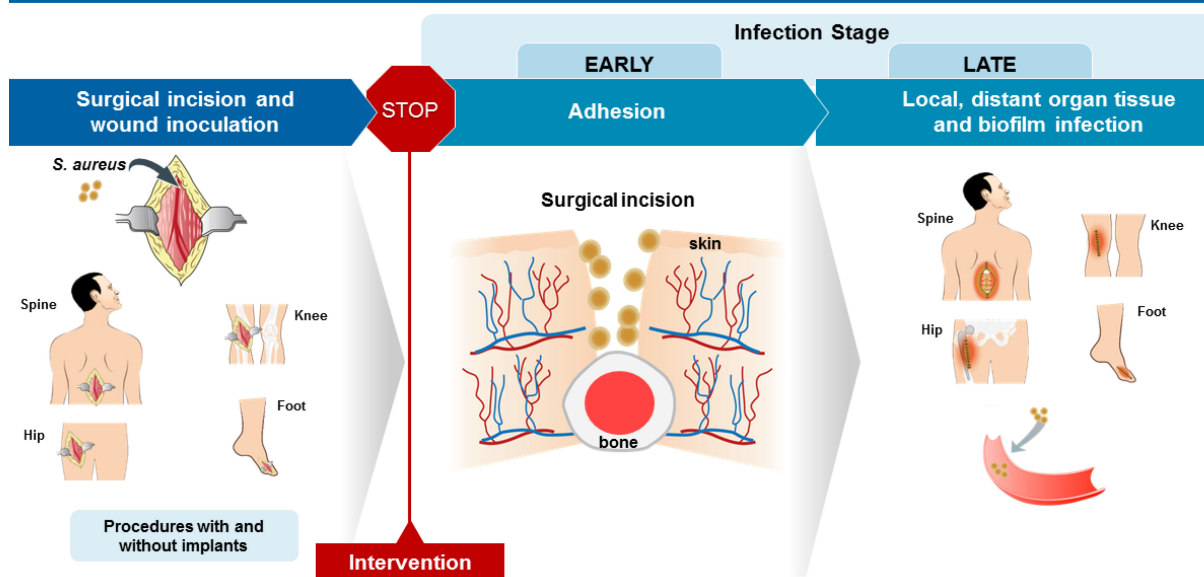 Infection Stage
EARLY
LATE
Surgical incision and
wound inoculation
STOP
Adhesion
Local, distant organ tissue
and biofilm infection
S. aureus
Spine
Knee
Hip
Foot
Procedures with and
without implants
Intervention
Surgical incision
skin
bone
Spine
Knee
Hip
Foot